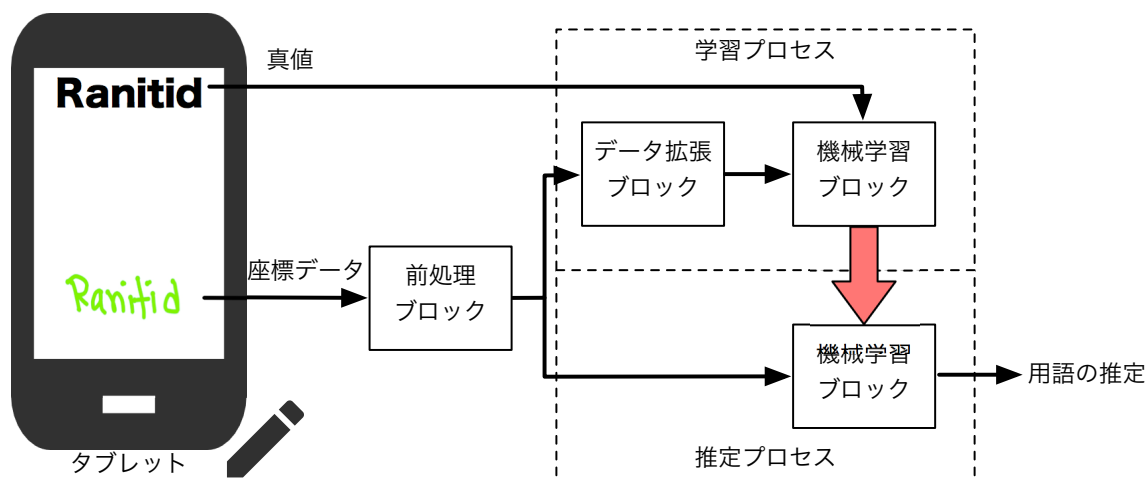 真値
学習プロセス
Ranitid
データ拡張
ブロック
機械学習
ブロック
Ranitid
座標データ
前処理
ブロック
機械学習
ブロック
用語の推定
タブレット
推定プロセス